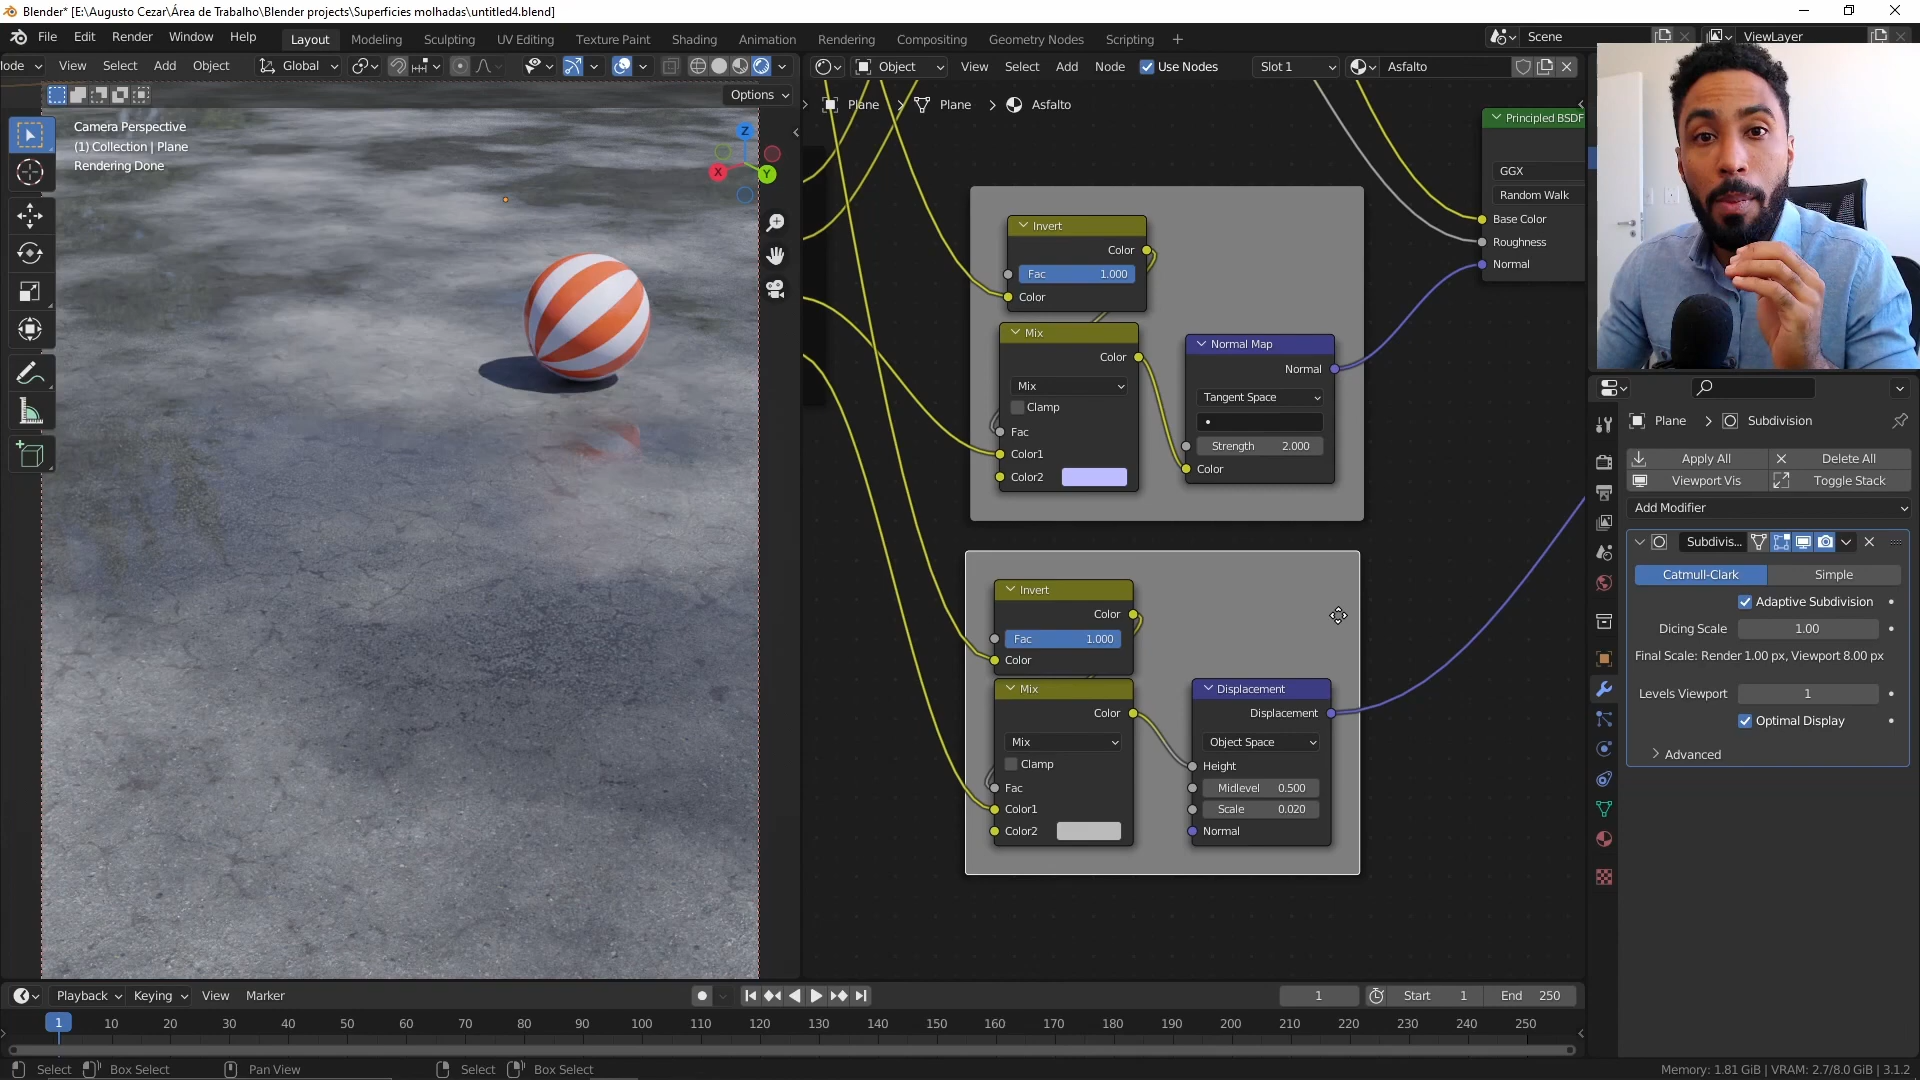 Blender* [E:\Augusto Cezar\Área de Trabalho\Blender projects\Superficies molhadas\untitled4.blend]
File Edit Render Window Help
Layout Modeling Sculpting UV Editing Texture Paint Shading Animation Rendering Compositing Geometry Nodes Scripting
Scene ViewLayer
ode View Select Add Object Global
Object View Select Add Node Use Nodes Slot 1 Asfalto
Options
Plane Plane Asfalto
Camera Perspective
(1) Collection | Plane
Rendering Done
Z
X
Y
Principled BSDF
GGX
Random Walk
Base Color
Roughness
Normal
Invert
Color
Fac 1.000
Color
Mix
Color
Mix
Clamp
Fac
Color1
Color2
Normal Map
Normal
Tangent Space
Strength 2.000
Color
Invert
Color
Fac 1.000
Color
Mix
Color
Mix
Clamp
Fac
Color1
Color2
Displacement
Displacement
Object Space
Height
Midlevel 0.500
Scale 0.020
Normal
Plane Subdivision
Apply All Delete All
Viewport Vis Toggle Stack
Add Modifier
Subdivis...
Catmull-Clark Simple
Adaptive Subdivision
Dicing Scale 1.00
Final Scale: Render 1.00 px, Viewport 8.00 px
Levels Viewport 1
Optimal Display
Advanced
Playback Keying View Marker
1 Start 1 End 250
1 10 20 30 40 50 60 70 80 90 100 110 120 130 140 150 160 170 180 190 200 210 220 230 240 250
Select Box Select Pan View Select Box Select
Memory: 1.81 GiB | VRAM: 2.7/8.0 GiB | 3.1.2